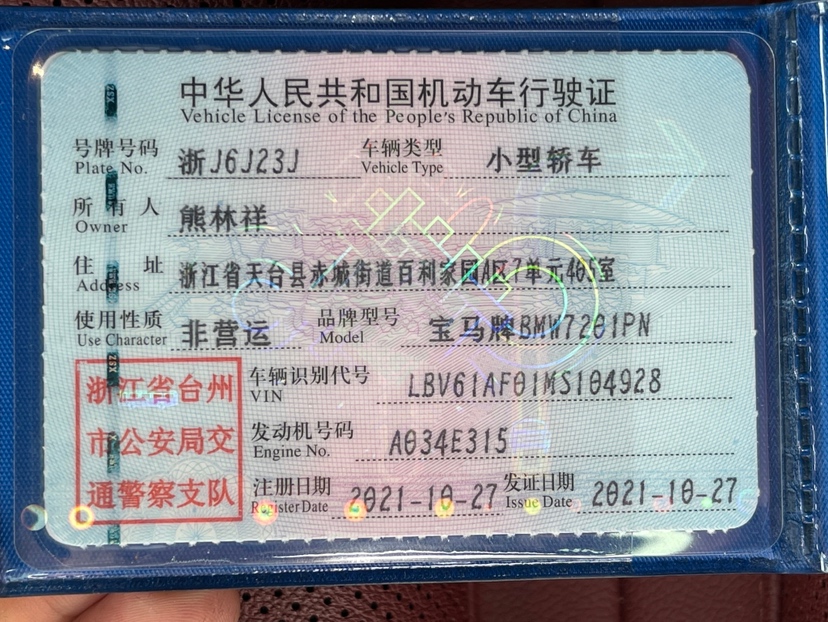 中华人民共和国机动车行驶证
Vehicle License of the People's Republic of China
号牌号码 浙J6J23J 车辆类型 小型轿车
Plate No. Vehicle Type
所有人 熊林祥
Owner
住址 浙江省天台县赤城街道百利家园A区7单元405室
Address
使用性质 非营运 品牌型号 宝马牌BMW7201PN
Use Character Model
浙江省台州
市公安局交
通警察支队
车辆识别代号 LBV61AF01MS104928
VIN
发动机号码 A034E315
Engine No.
注册日期 2021-10-27 发证日期 2021-10-27
Register Date Issue Date